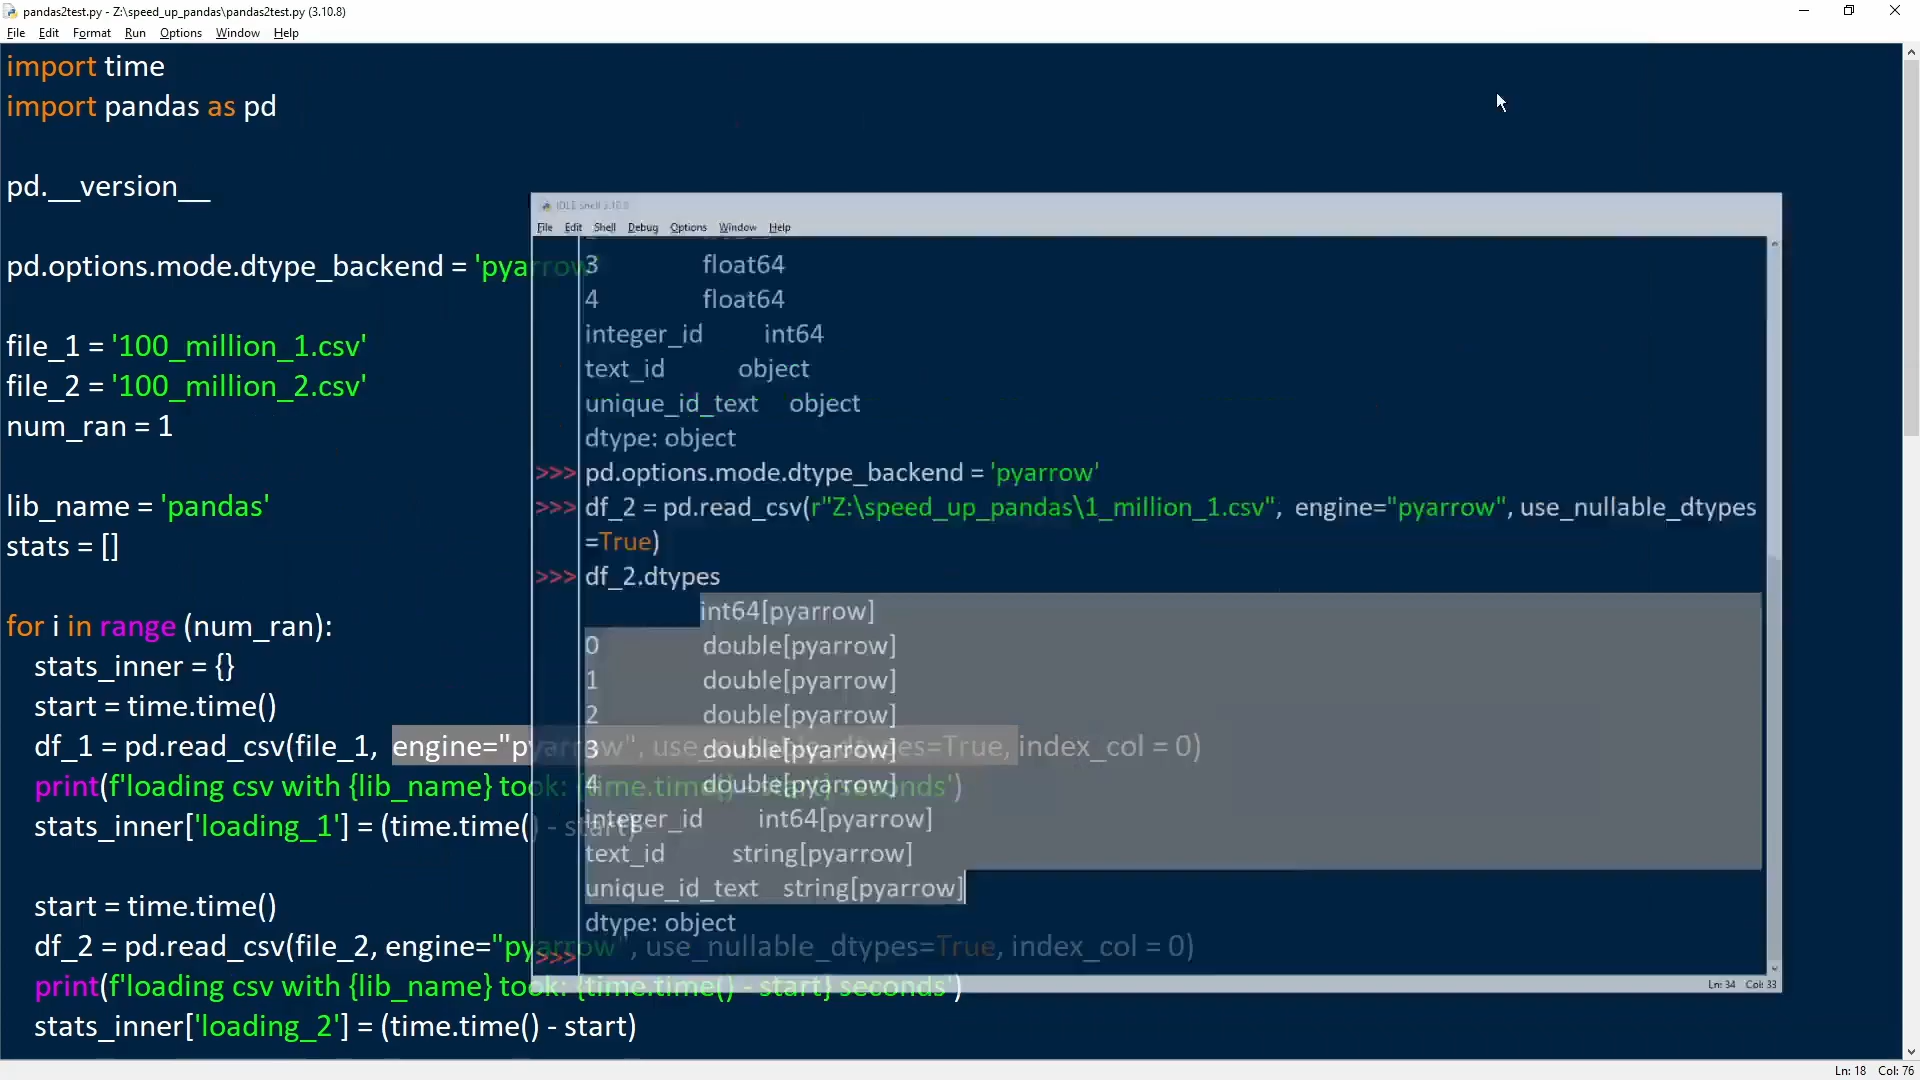 pandas2test.py - Z:\speed_up_pandas\pandas2test.py (3.10.8)
File Edit Format Run Options Window Help
import time
import pandas as pd
pd.__version__
pd.options.mode.dtype_backend = 'pyarrow'
file_1 = '100_million_1.csv'
file_2 = '100_million_2.csv'
num_ran = 1
lib_name = 'pandas'
stats = []
for i in range (num_ran):
stats_inner = {}
start = time.time()
df_1 = pd.read_csv(file_1, engine="pyarrow", use_nullable_dtypes=True, index_col = 0)
print(f'loading csv with {lib_name} took: {time.time() - start} seconds')
stats_inner['loading_1'] = (time.time() - start)
start = time.time()
df_2 = pd.read_csv(file_2, engine="pyarrow", use_nullable_dtypes=True, index_col = 0)
print(f'loading csv with {lib_name} took: {time.time() - start} seconds')
stats_inner['loading_2'] = (time.time() - start)
IDLE Shell 3.10.8
File Edit Shell Debug Options Window Help
3 float64
4 float64
integer_id int64
text_id object
unique_id_text object
dtype: object
>>> pd.options.mode.dtype_backend = 'pyarrow'
>>> df_2 = pd.read_csv(r"Z:\speed_up_pandas\1_million_1.csv", engine="pyarrow", use_nullable_dtypes
=True)
>>> df_2.dtypes
int64[pyarrow]
0 double[pyarrow]
1 double[pyarrow]
2 double[pyarrow]
3 double[pyarrow]
4 double[pyarrow]
integer_id int64[pyarrow]
text_id string[pyarrow]
unique_id_text string[pyarrow]
dtype: object
>>>
Ln: 34 Col: 33
Ln: 18 Col: 76